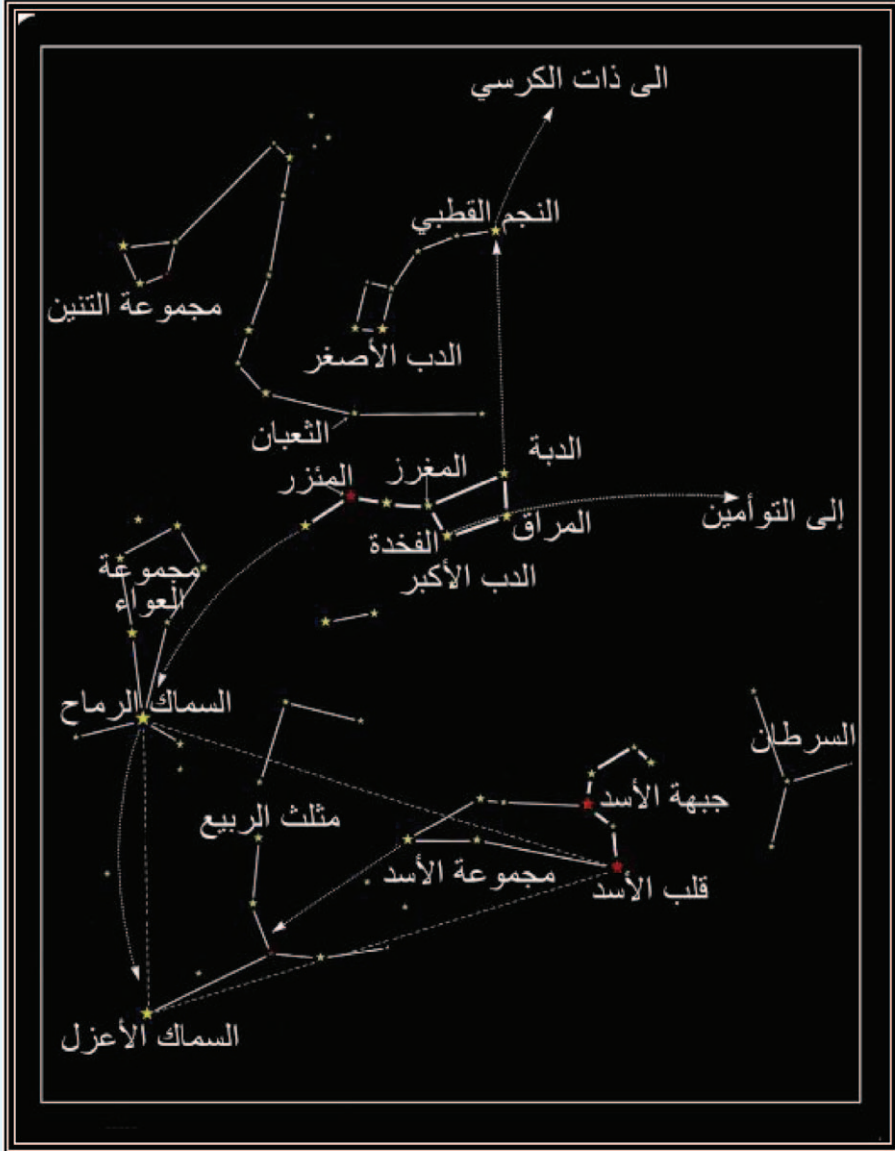 الى ذات الكرسي
النجم القطبي
مجموعة التنين
الدب الأصغر
الثعبان
الدبة
المغرز
المئزر
إلى التوأمين
المراق
الفخدة
الدب الأكبر
مجموعة
العواء
السماك الرماح
السرطان
جبهة الأسد
مثلث الربيع
مجموعة الأسد
قلب الأسد
السماك الأعزل